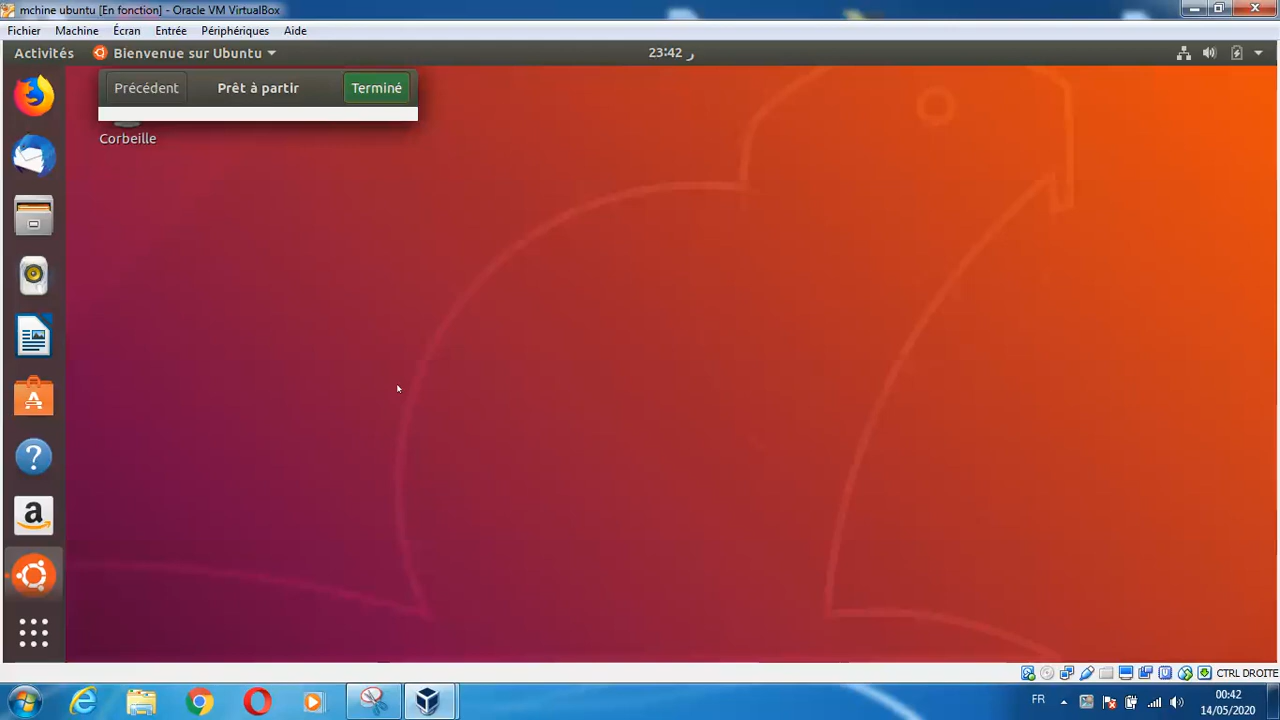 mchine ubuntu [En fonction] - Oracle VM VirtualBox
Fichier Machine Écran Entrée Périphériques Aide
Activités Bienvenue sur Ubuntu 23:42 ر
Précédent Prêt à partir Terminé
Corbeille
CTRL DROITE
FR 00:42
14/05/2020